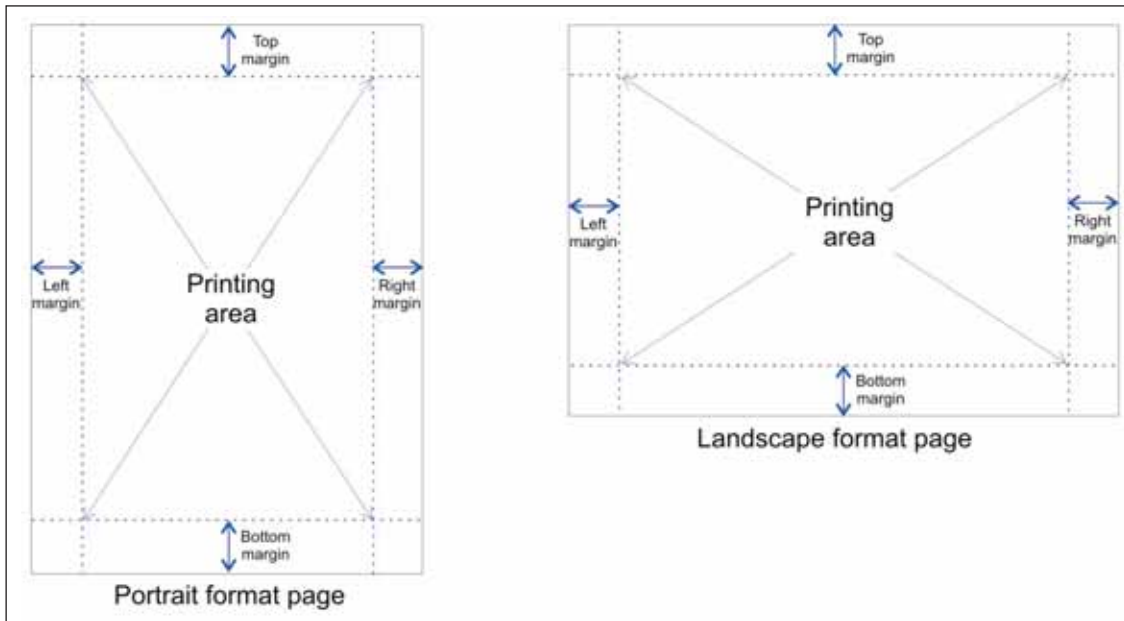 Top
margin
Left
margin
Printing
area
Right
margin
Bottom
margin
Portrait format page
Top
margin
Left
margin
Printing
area
Right
margin
Bottom
margin
Landscape format page